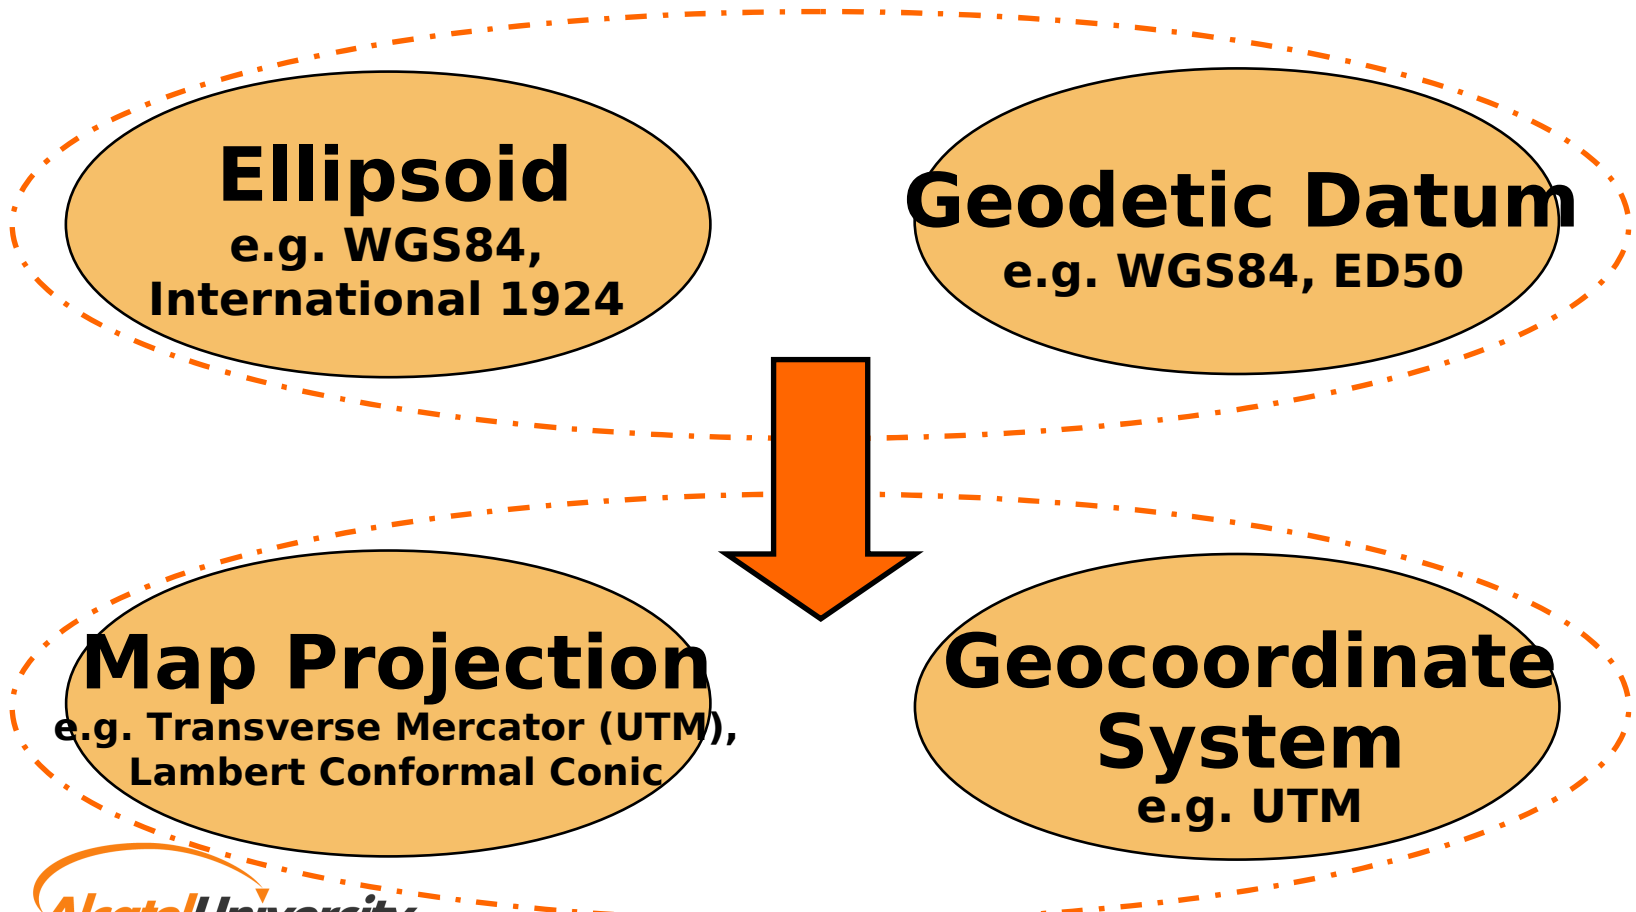 Ellipsoid
e.g. WGS84,
International 1924
Geodetic Datum
e.g. WGS84, ED50
Map Projection
e.g. Transverse Mercator (UTM),
Lambert Conformal Conic
Geocoordinate
System
e.g. UTM
AlcatelUniversity